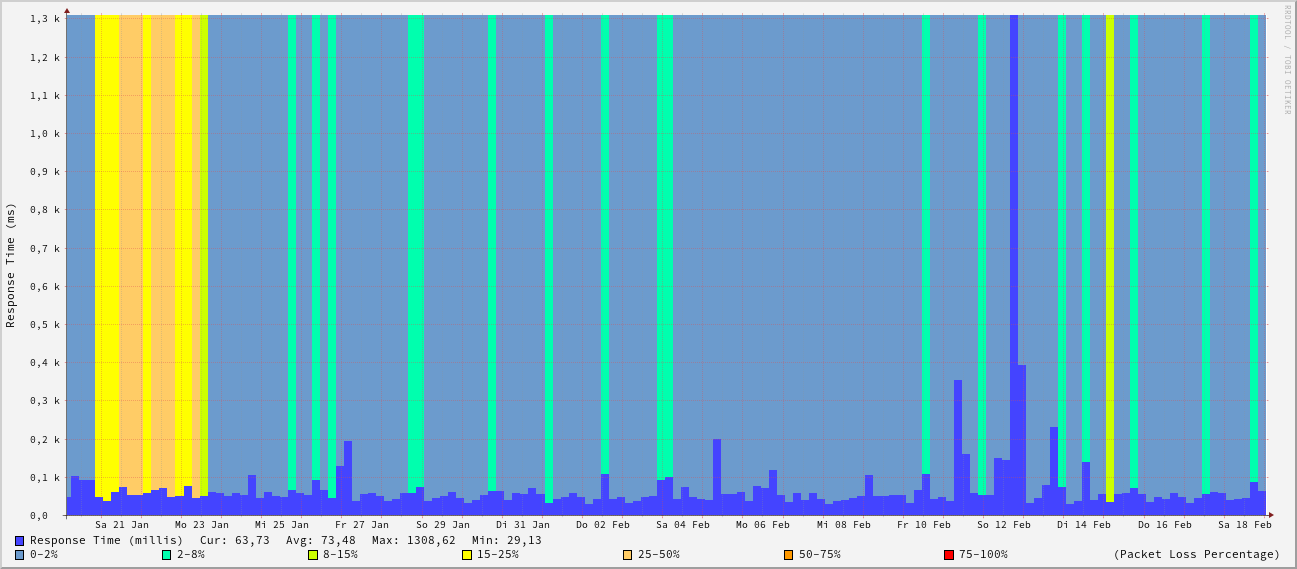 RRDTOOL / TOBI OETIKER
Response Time (ms)
1,3 k
1,2 k
1,1 k
1,0 k
0,9 k
0,8 k
0,7 k
0,6 k
0,5 k
0,4 k
0,3 k
0,2 k
0,1 k
0,0
Sa 21 Jan Mo 23 Jan Mi 25 Jan Fr 27 Jan So 29 Jan Di 31 Jan Do 02 Feb Sa 04 Feb Mo 06 Feb Mi 08 Feb Fr 10 Feb So 12 Feb Di 14 Feb Do 16 Feb Sa 18 Feb
Response Time (millis) Cur: 63,73 Avg: 73,48 Max: 1308,62 Min: 29,13
0-2% 2-8% 8-15% 15-25% 25-50% 50-75% 75-100% (Packet Loss Percentage)